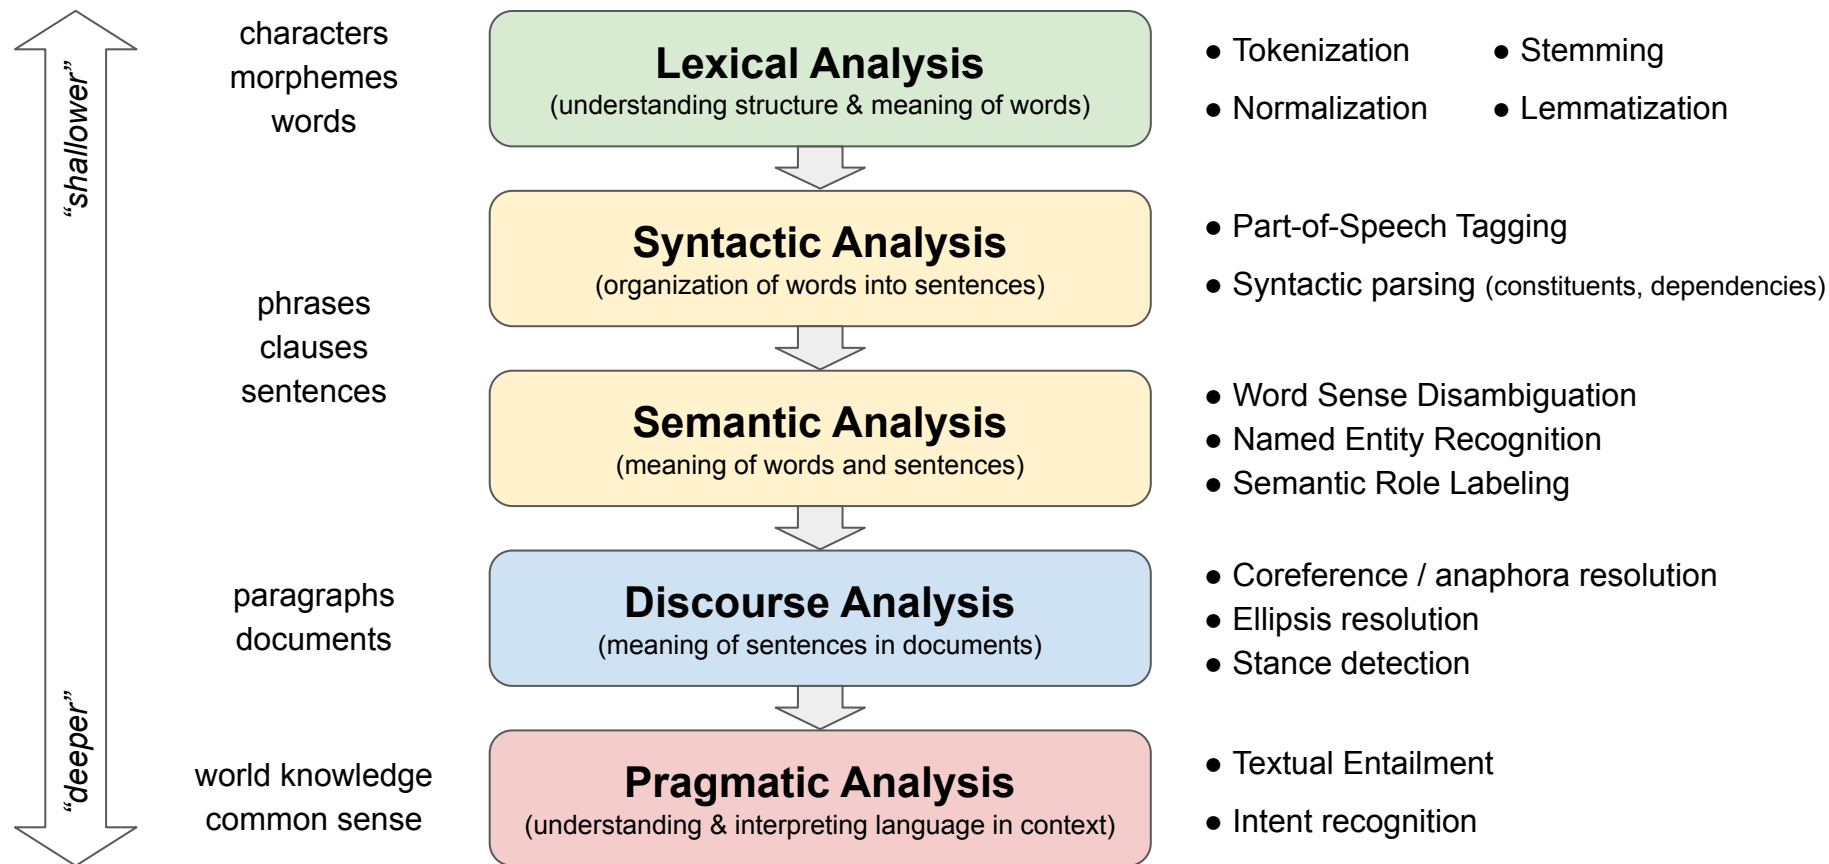 “shallower”
characters
morphemes
words
Lexical Analysis
(understanding structure & meaning of words)
● Tokenization
● Stemming
● Normalization
● Lemmatization
Syntactic Analysis
(organization of words into sentences)
● Part-of-Speech Tagging
● Syntactic parsing (constituents, dependencies)
phrases
clauses
sentences
Semantic Analysis
(meaning of words and sentences)
● Word Sense Disambiguation
● Named Entity Recognition
● Semantic Role Labeling
paragraphs
documents
Discourse Analysis
(meaning of sentences in documents)
● Coreference / anaphora resolution
● Ellipsis resolution
● Stance detection
“deeper”
world knowledge
common sense
Pragmatic Analysis
(understanding & interpreting language in context)
● Textual Entailment
● Intent recognition